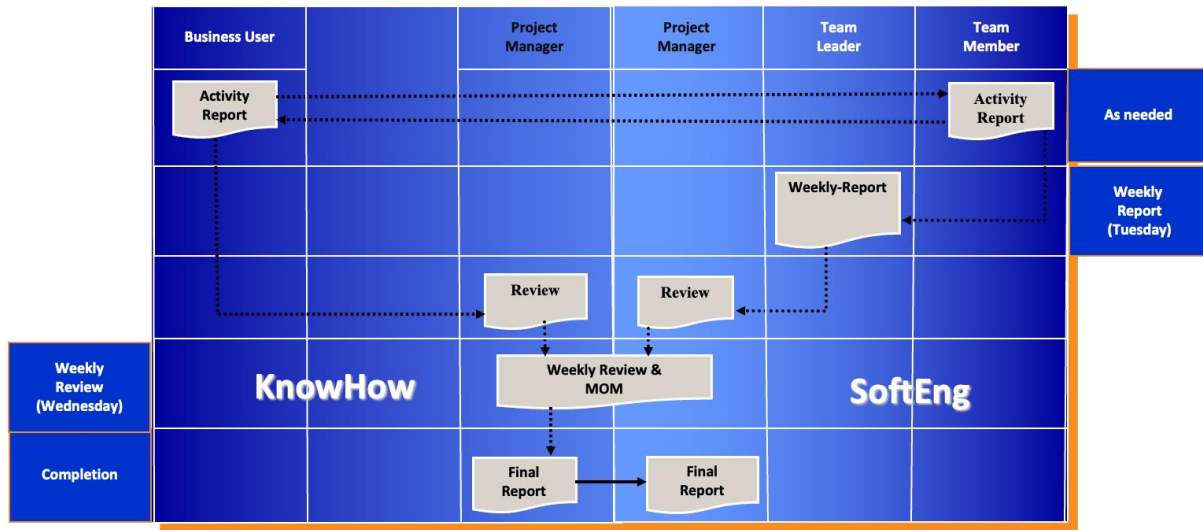 Business User
Project
Manager
Project
Manager
Team
Leader
Team
Member
Activity
Report
Activity
Report
As needed
Weekly-Report
Weekly
Report
(Tuesday)
Review
Review
Weekly
Review
(Wednesday)
KnowHow
Weekly Review &
MOM
SoftEng
Completion
Final
Report
Final
Report